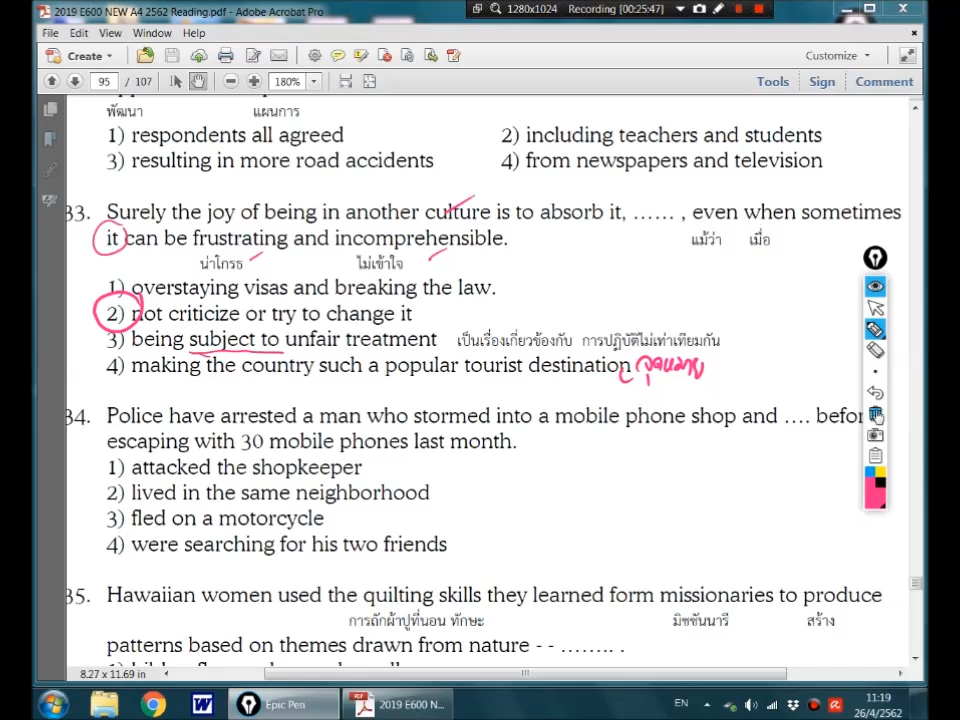 2019 E600 NEW A4 2562 Reading.pdf - Adobe Acrobat Pro
1280x1024 Recording [00:25:47]
File Edit View Window Help
Create
Customize
95 / 107 180% Tools Sign Comment
พัฒนา แผนการ
1) respondents all agreed 2) including teachers and students
3) resulting in more road accidents 4) from newspapers and television
33. Surely the joy of being in another culture is to absorb it, ...... , even when sometimes
it can be frustrating and incomprehensible. แม้ว่า เมื่อ
น่าโกรธ ไม่เข้าใจ
1) overstaying visas and breaking the law.
2) not criticize or try to change it
3) being subject to unfair treatment เป็นเรื่องเกี่ยวข้องกับ การปฏิบัติไม่เท่าเทียมกัน
4) making the country such a popular tourist destination จุดหมาย
34. Police have arrested a man who stormed into a mobile phone shop and .... befor
escaping with 30 mobile phones last month.
1) attacked the shopkeeper
2) lived in the same neighborhood
3) fled on a motorcycle
4) were searching for his two friends
35. Hawaiian women used the quilting skills they learned form missionaries to produce
การถักผ้าปูที่นอน ทักษะ มิชชันนารี สร้าง
patterns based on themes drawn from nature - - ........ .
8.27 x 11.69 in
Epic Pen 2019 E600 N... EN 11:19
26/4/2562